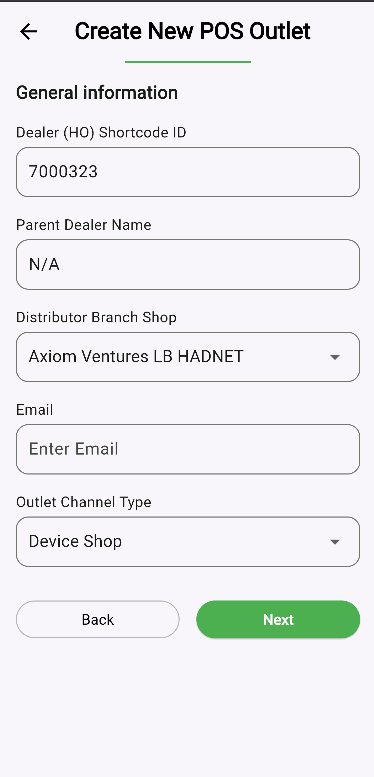 Create New POS Outlet
General information
Dealer (HO) Shortcode ID
7000323
Parent Dealer Name
N/A
Distributor Branch Shop
Axiom Ventures LB HADNET
Email
Enter Email
Outlet Channel Type
Device Shop
Back
Next